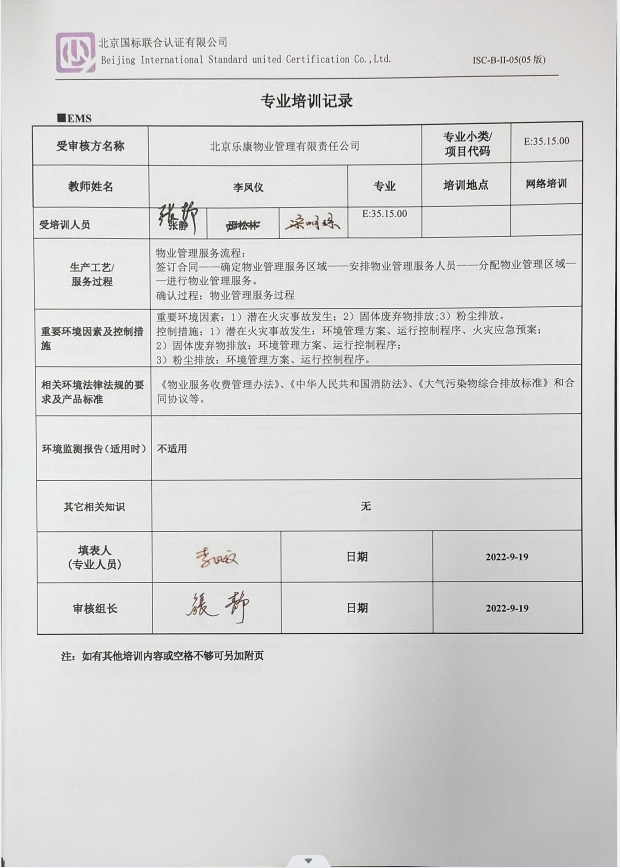 北京国标联合认证有限公司
Beijing International Standard united Certification Co.,Ltd.
ISC-B-II-05(05 版)
专业培训记录
■EMS
受审核方名称 北京乐康物业管理有限责任公司 专业小类/ E:35.15.00
项目代码
教师姓名 李凤仪 专业 培训地点 网络培训
张静
受培训人员 张静 E:35.15.00
生产工艺/
服务过程
物业管理服务流程：
签订合同——确定物业管理服务区域——安排物业管理服务人员——分配物业管理区域—
—进行物业管理服务。
确认过程：物业管理服务过程
重要环境因素及控制措
施
重要环境因素：1）潜在火灾事故发生；2）固体废弃物排放;3）粉尘排放。
控制措施：1）潜在火灾事故发生：环境管理方案、运行控制程序、火灾应急预案；
2）固体废弃物排放：环境管理方案、运行控制程序；
3）粉尘排放：环境管理方案、运行控制程序。
相关环境法律法规的要
求及产品标准
《物业服务收费管理办法》、《中华人民共和国消防法》、《大气污染物综合排放标准》和合
同协议等。
环境监测报告（适用时） 不适用
其它相关知识 无
填表人
（专业人员）
日期 2022-9-19
审核组长 張静 日期 2022-9-19
注：如有其他培训内容或空格不够可另加附页